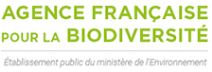 AGENCE FRANÇAISE
POUR LA BIODIVERSITÉ
Établissement public du ministère de l'Environnement